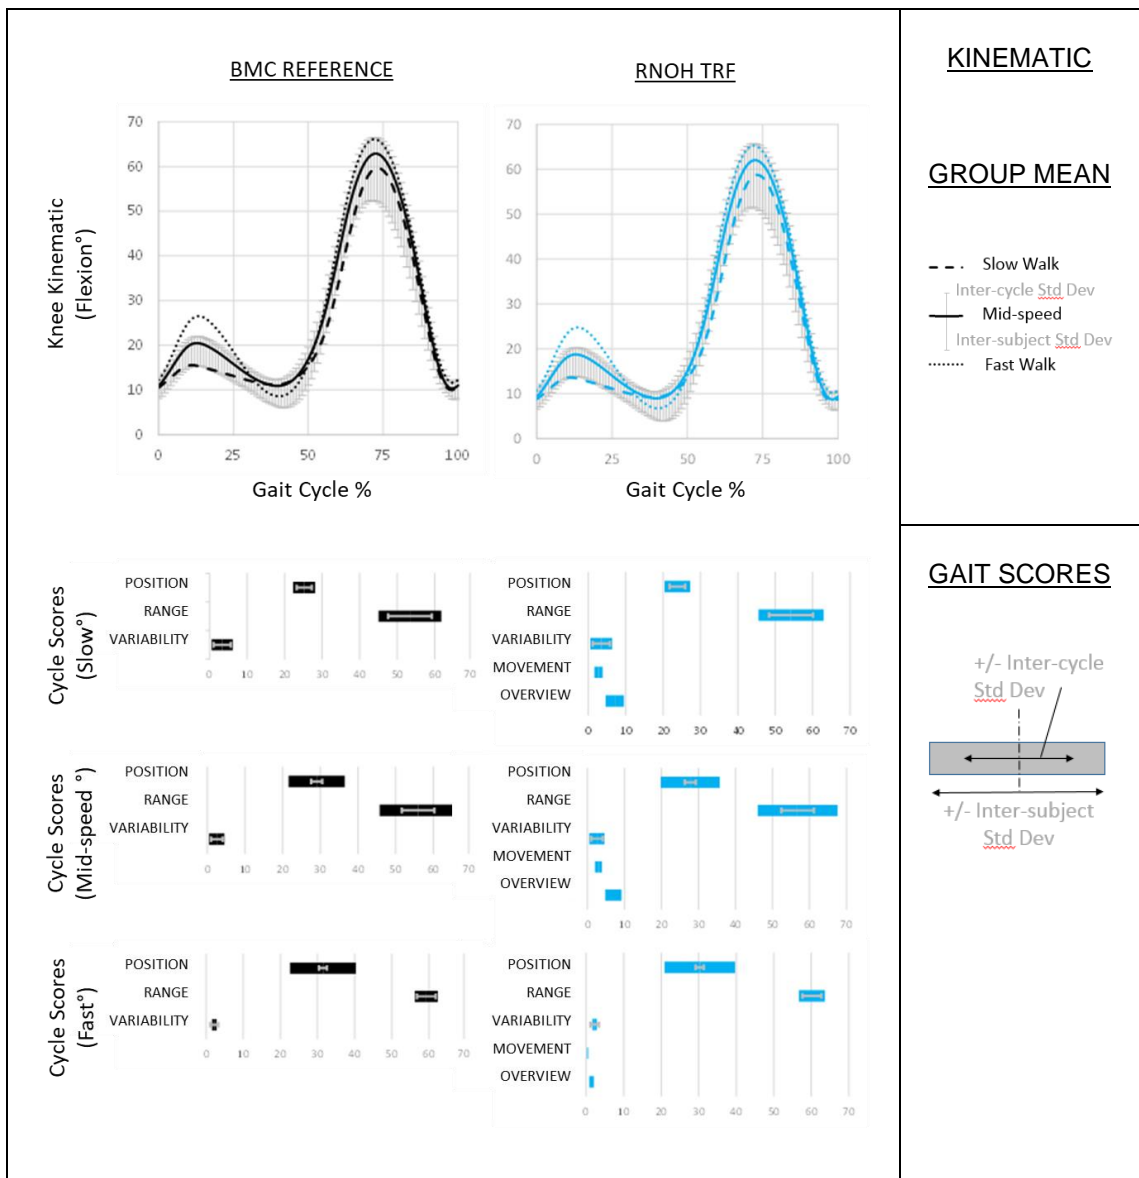 BMC REFERENCE
RNOH TRF
KINEMATIC
GROUP MEAN
Slow Walk
Inter-cycle Std Dev
Mid-speed
Inter-subject Std Dev
Fast Walk
Knee Kinematic
(Flexion°)
70
60
50
40
30
20
10
0
0 25 50 75 100
Gait Cycle %
70
60
50
40
30
20
10
0
0 25 50 75 100
Gait Cycle %
GAIT SCORES
+/- Inter-cycle
Std Dev
+/- Inter-subject
Std Dev
Cycle Scores
(Slow°)
POSITION
RANGE
VARIABILITY
0 10 20 30 40 50 60 70
POSITION
RANGE
VARIABILITY
MOVEMENT
OVERVIEW
0 10 20 30 40 50 60 70
Cycle Scores
(Mid-speed °)
POSITION
RANGE
VARIABILITY
0 10 20 30 40 50 60 70
POSITION
RANGE
VARIABILITY
MOVEMENT
OVERVIEW
0 10 20 30 40 50 60 70
Cycle Scores
(Fast°)
POSITION
RANGE
VARIABILITY
0 10 20 30 40 50 60 70
POSITION
RANGE
VARIABILITY
MOVEMENT
OVERVIEW
0 10 20 30 40 50 60 70